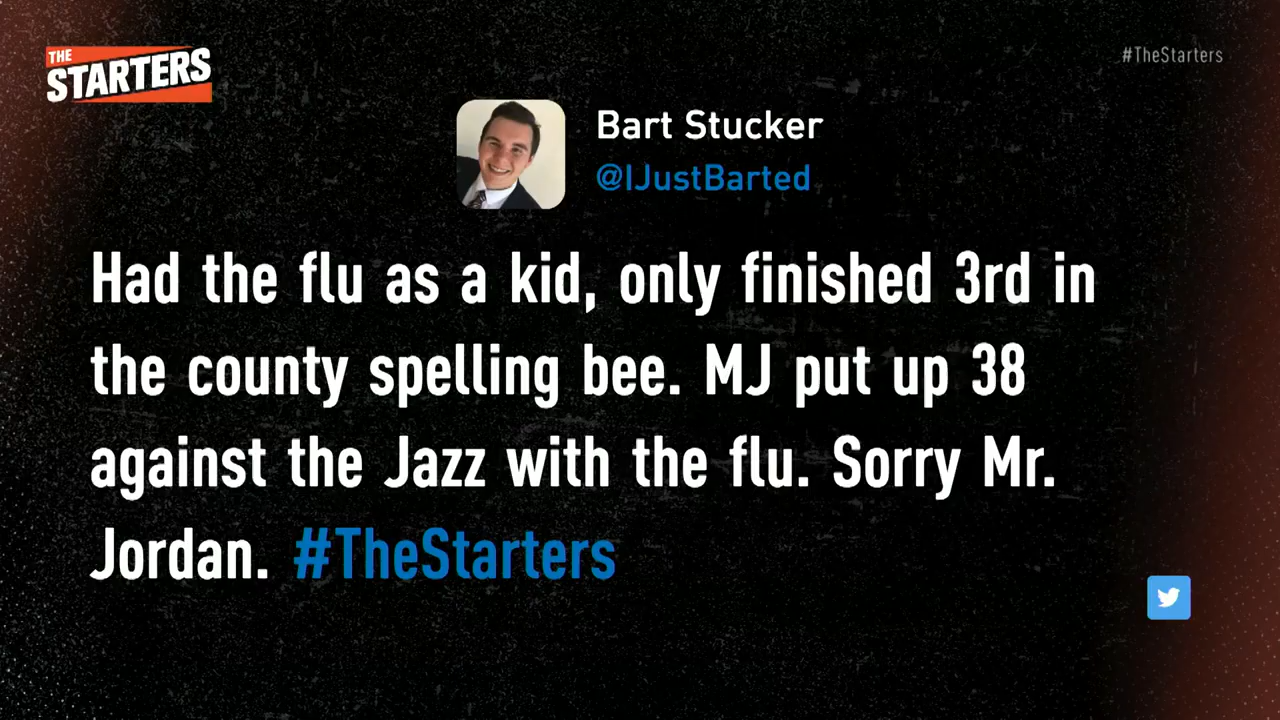 THE
STARTERS
#TheStarters
Bart Stucker
@IJustBarted
Had the flu as a kid, only finished 3rd in
the county spelling bee. MJ put up 38
against the Jazz with the flu. Sorry Mr.
Jordan. #TheStarters